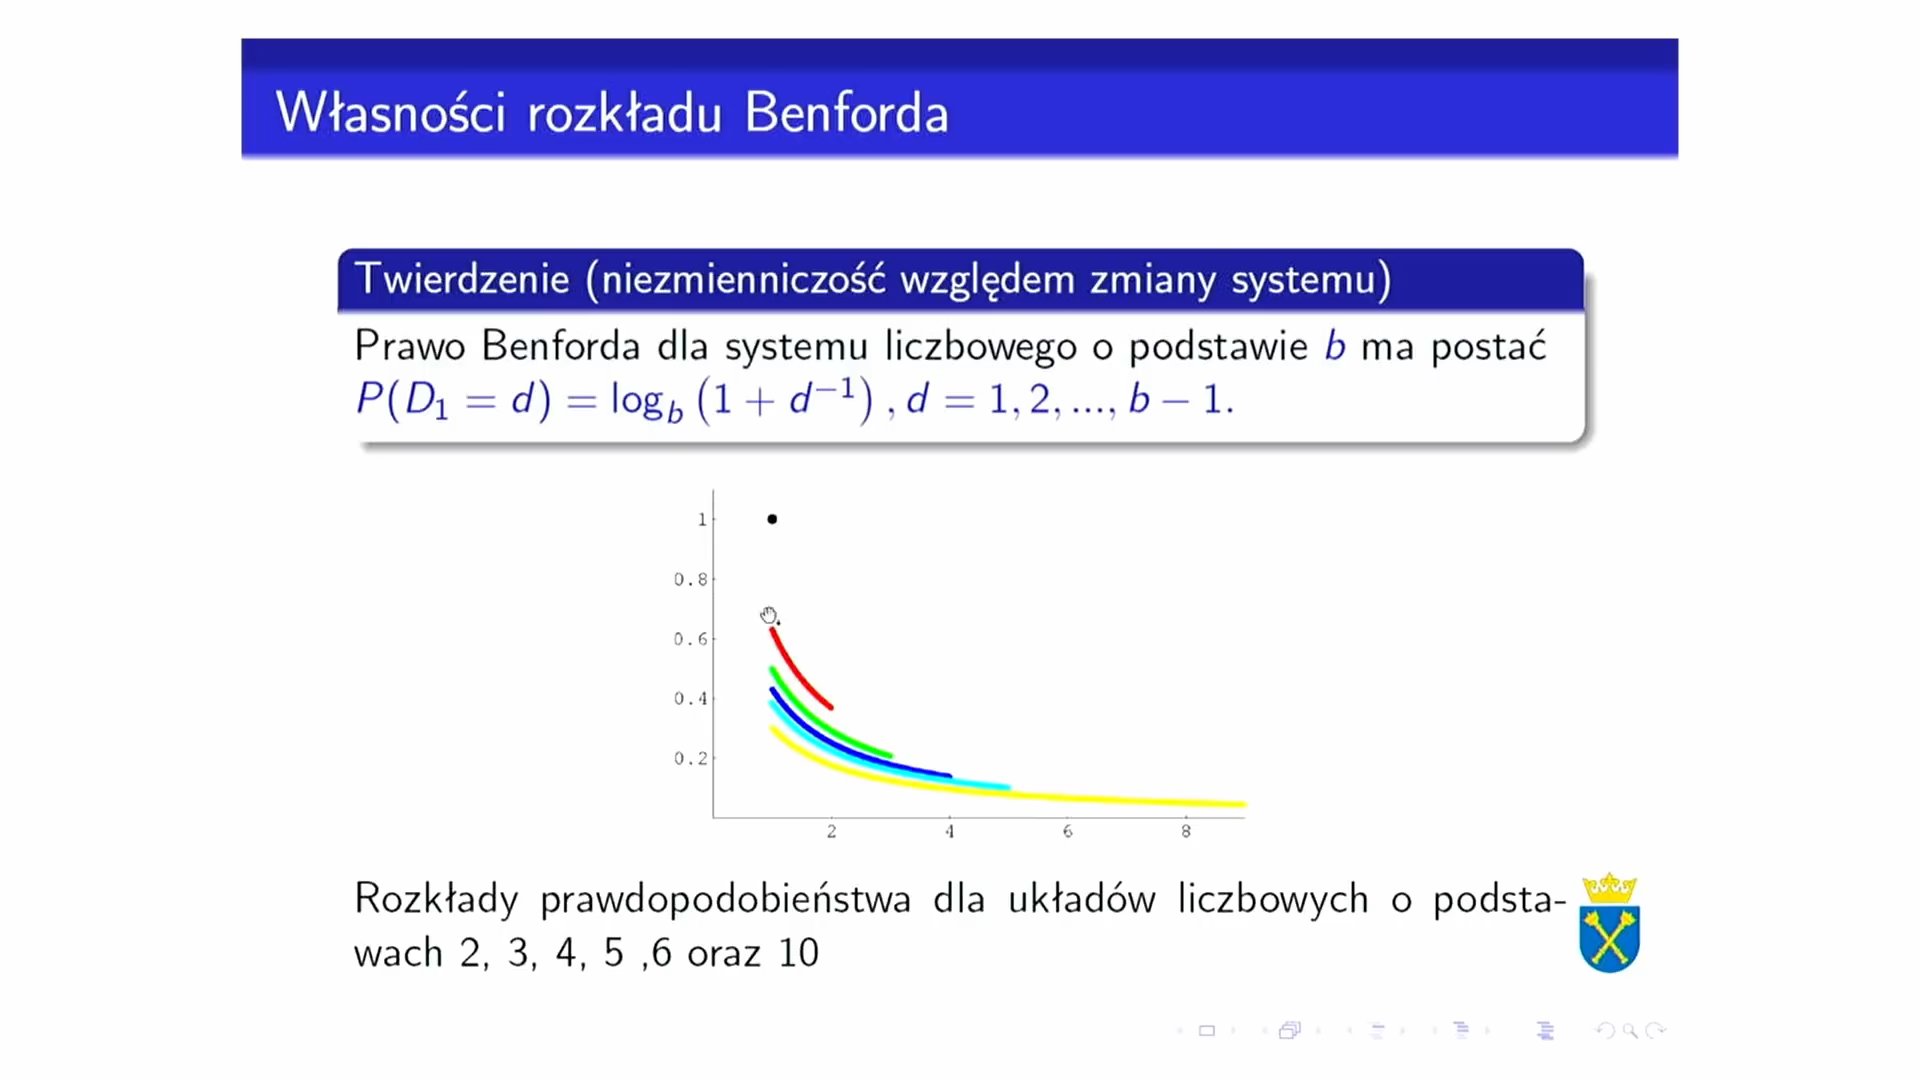 Własności rozkładu Benforda
Twierdzenie (niezmienniczość względem zmiany systemu)
Prawo Benforda dla systemu liczbowego o podstawie b ma postać
P(D₁ = d) = log_b (1 + d⁻¹) , d = 1, 2, ..., b − 1.
1
0.8
0.6
0.4
0.2
2 4 6 8
Rozkłady prawdopodobieństwa dla układów liczbowych o podsta-
wach 2, 3, 4, 5 ,6 oraz 10